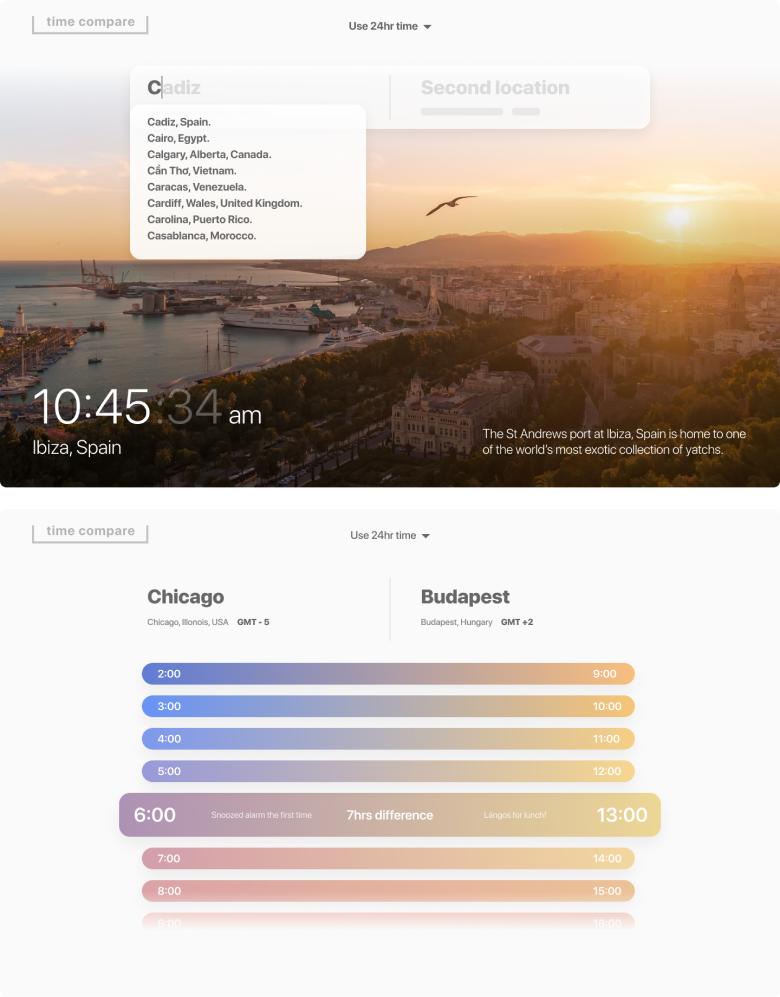 time compare
Use 24hr time
Cadiz
Second location
Cadiz, Spain.
Cairo, Egypt.
Calgary, Alberta, Canada.
Cần Thơ, Vietnam.
Caracas, Venezuela.
Cardiff, Wales, United Kingdom.
Carolina, Puerto Rico.
Casablanca, Morocco.
10:45:34 am
Ibiza, Spain
The St Andrews port at Ibiza, Spain is home to one
of the world's most exotic collection of yatchs.
time compare
Use 24hr time
Chicago
Chicago, Illonois, USA GMT - 5
Budapest
Budapest, Hungary GMT +2
2:00 9:00
3:00 10:00
4:00 11:00
5:00 12:00
6:00 Snoozed alarm the first time 7hrs difference Lángos for lunch! 13:00
7:00 14:00
8:00 15:00
9:00 16:00